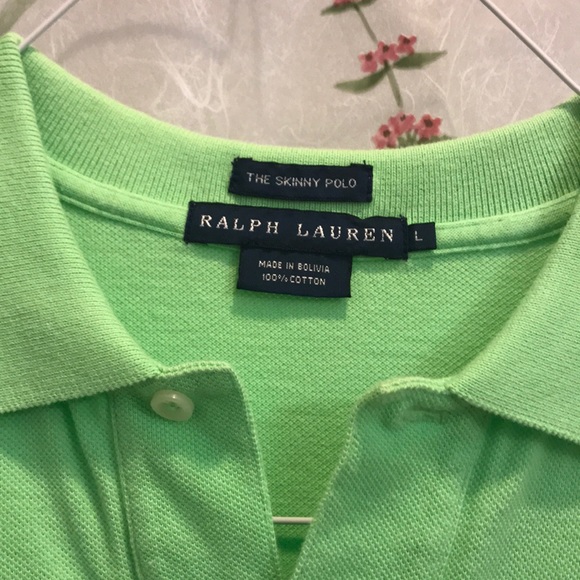 THE SKINNY POLO
RALPH LAUREN L
MADE IN BOLIVIA
100% COTTON